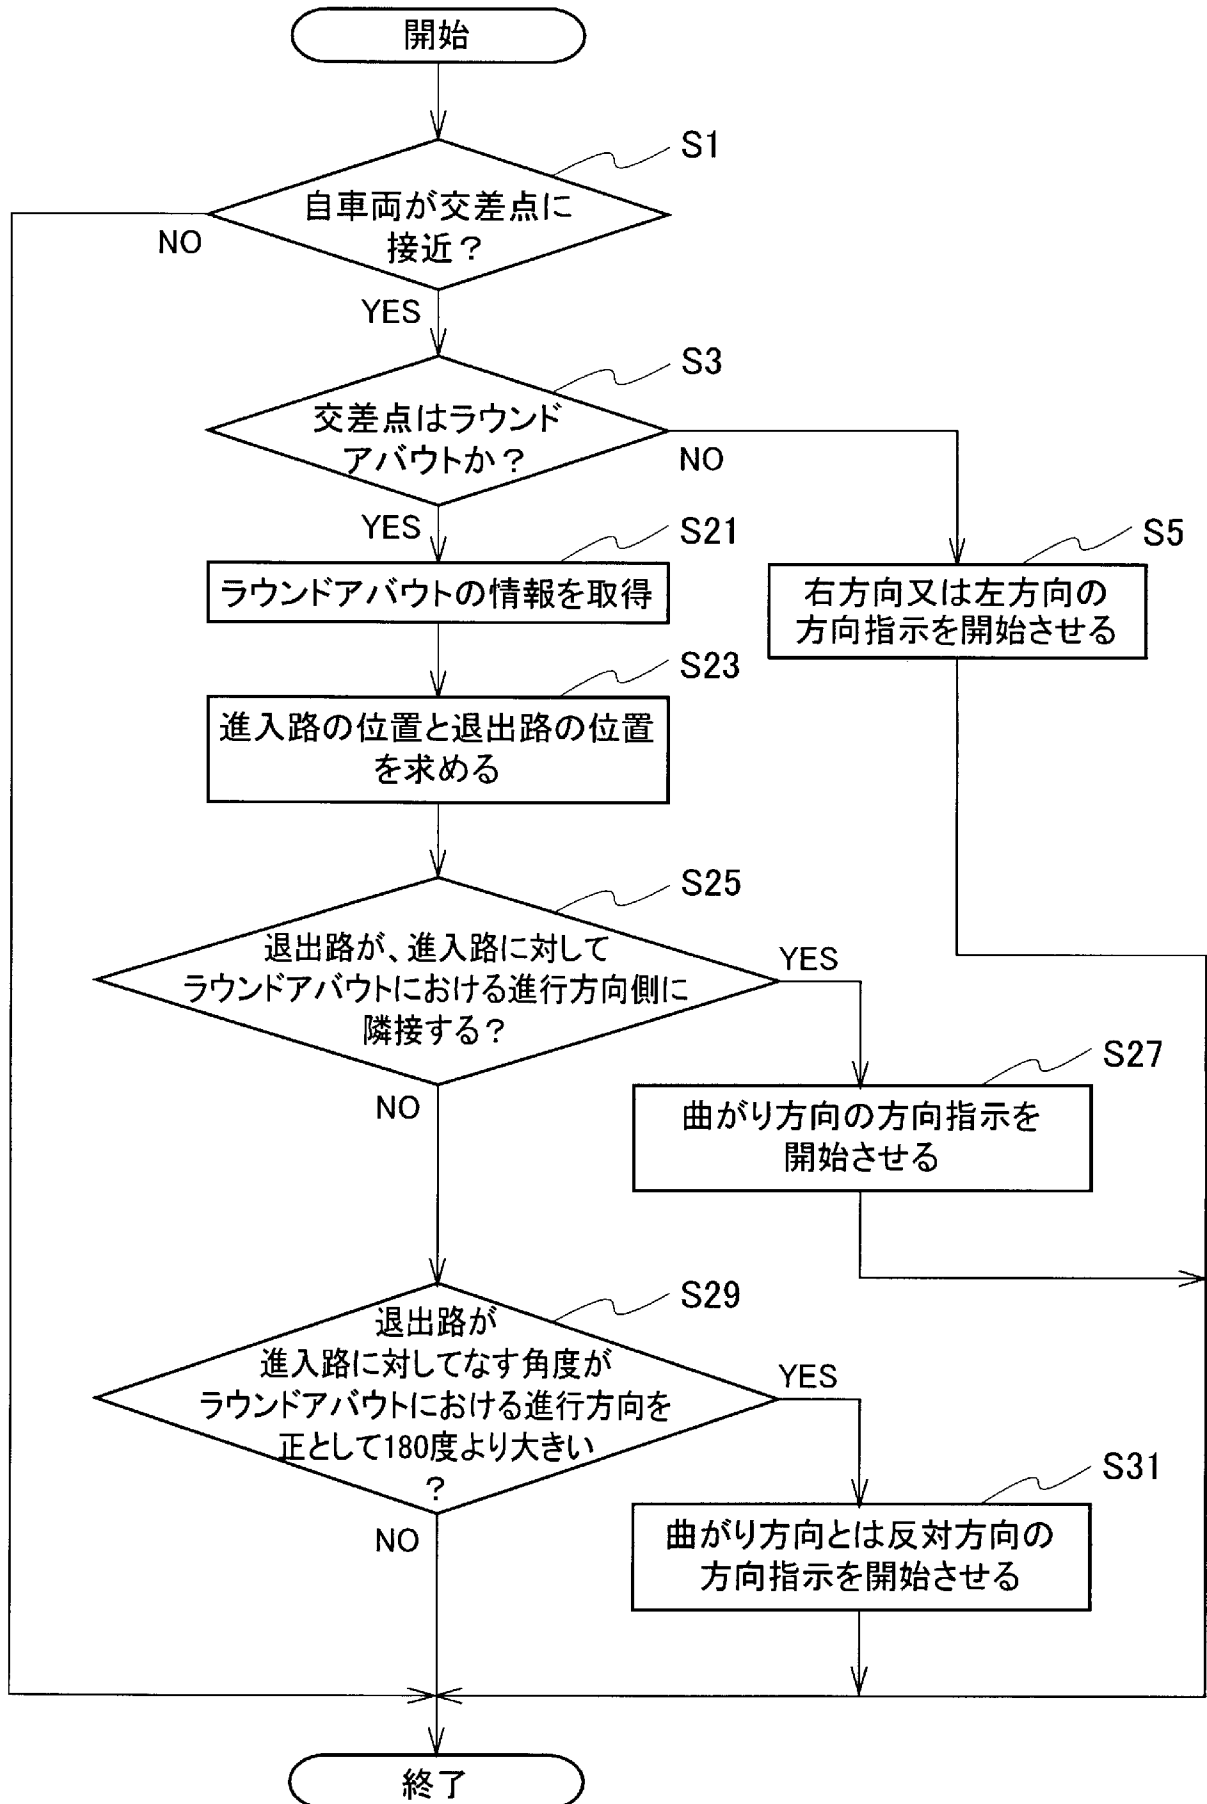 開始
S1
自車両が交差点に
接近？
NO
YES
S3
交差点はラウンド
アバウトか？
NO
YES
S21
ラウンドアバウトの情報を取得
S5
右方向又は左方向の
方向指示を開始させる
S23
進入路の位置と退出路の位置
を求める
S25
退出路が、進入路に対して
ラウンドアバウトにおける進行方向側に
隣接する？
YES
NO
S27
曲がり方向の方向指示を
開始させる
S29
退出路が
進入路に対してなす角度が
ラウンドアバウトにおける進行方向を
正として180度より大きい
？
YES
NO
S31
曲がり方向とは反対方向の
方向指示を開始させる
終了